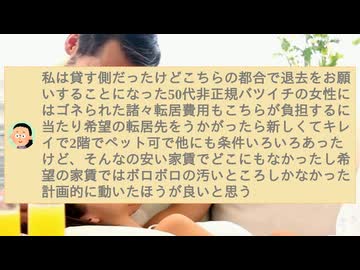 私は貸す側だったけどこちらの都合で退去をお願
いすることになった50代非正規バツイチの女性に
はゴネられた諸々転居費用もこちらが負担するに
当たり希望の転居先をうかがったら新しくてキレ
イで2階でペット可で他にも条件いろいろあった
けど、そんなの安い家賃でどこにもなかったし希
望の家賃ではボロボロの汚いところしかなかった
計画的に動いたほうが良いと思う